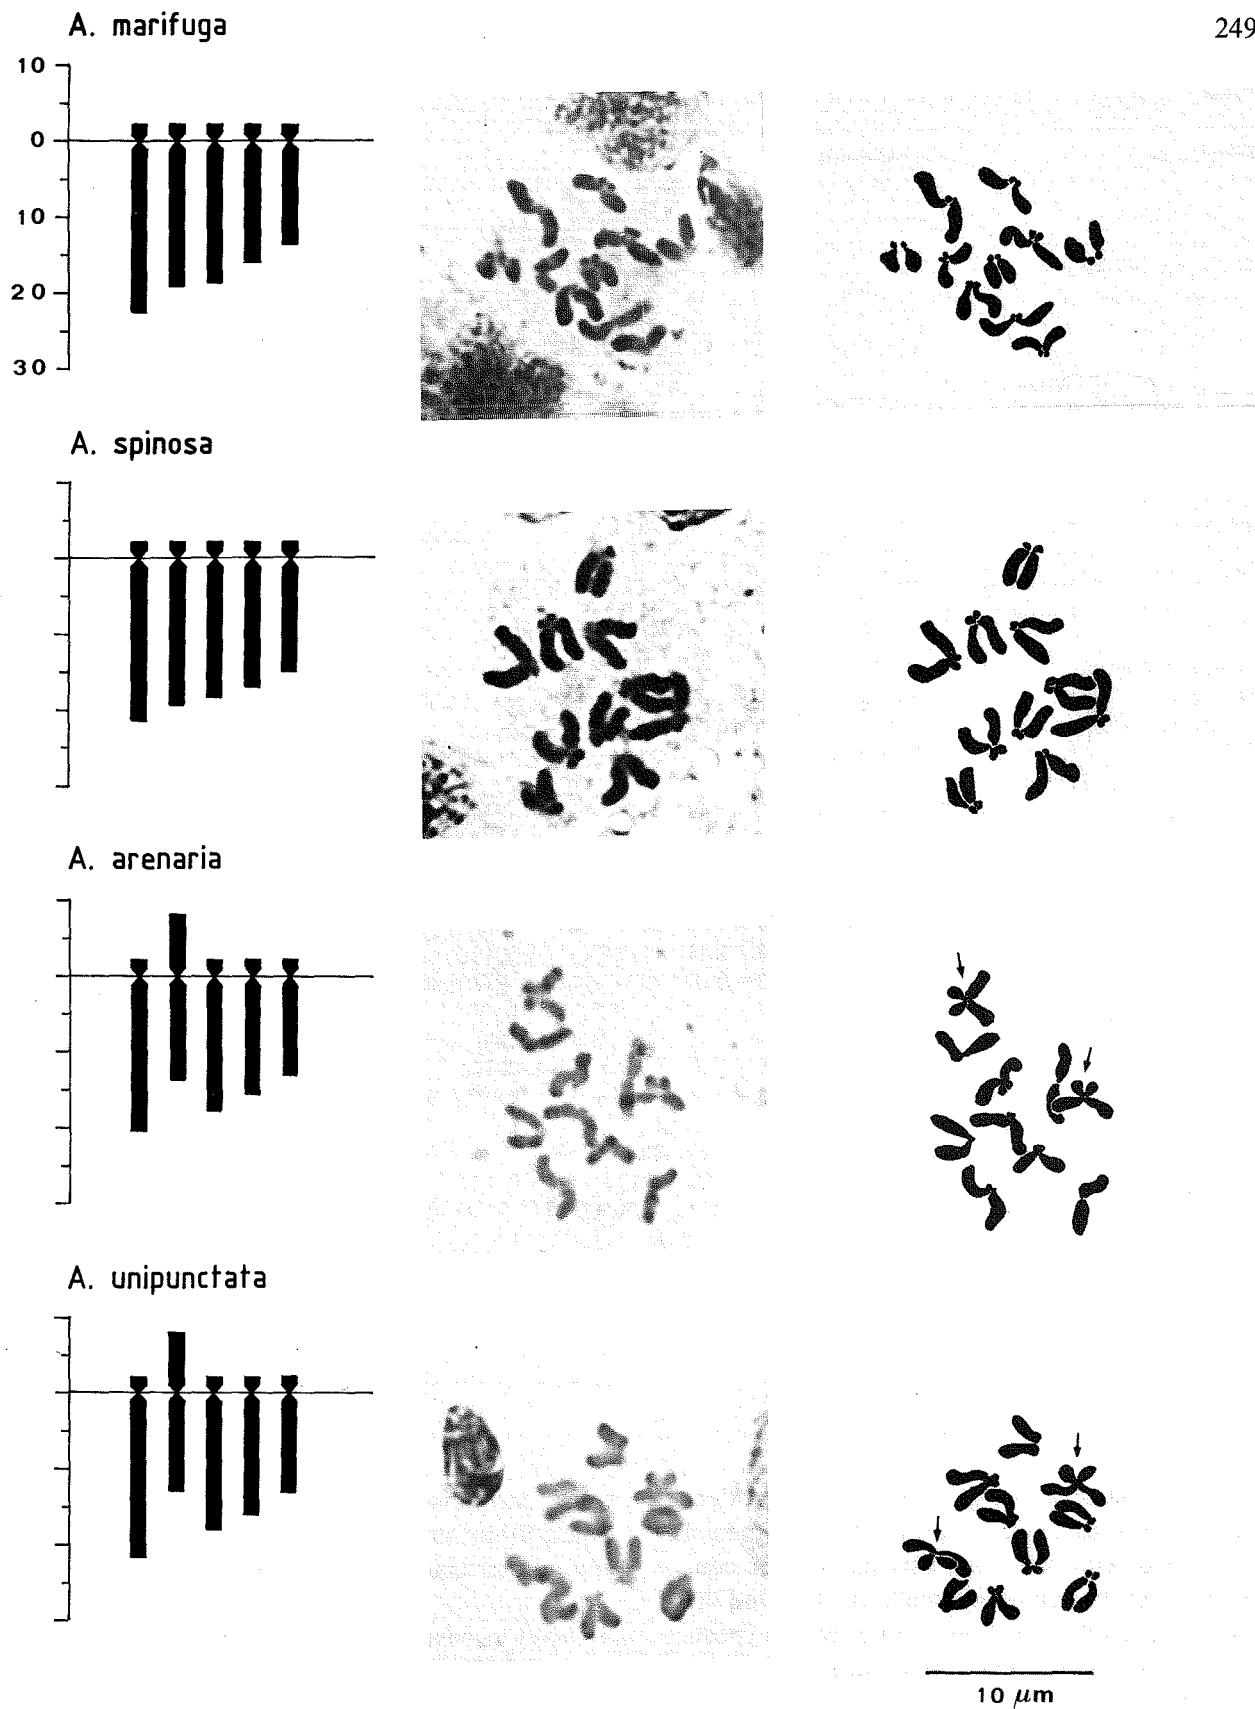 A. marifuga
249
10
0
10
20
30
A. spinosa
A. arenaria
A. unipunctata
10 μm